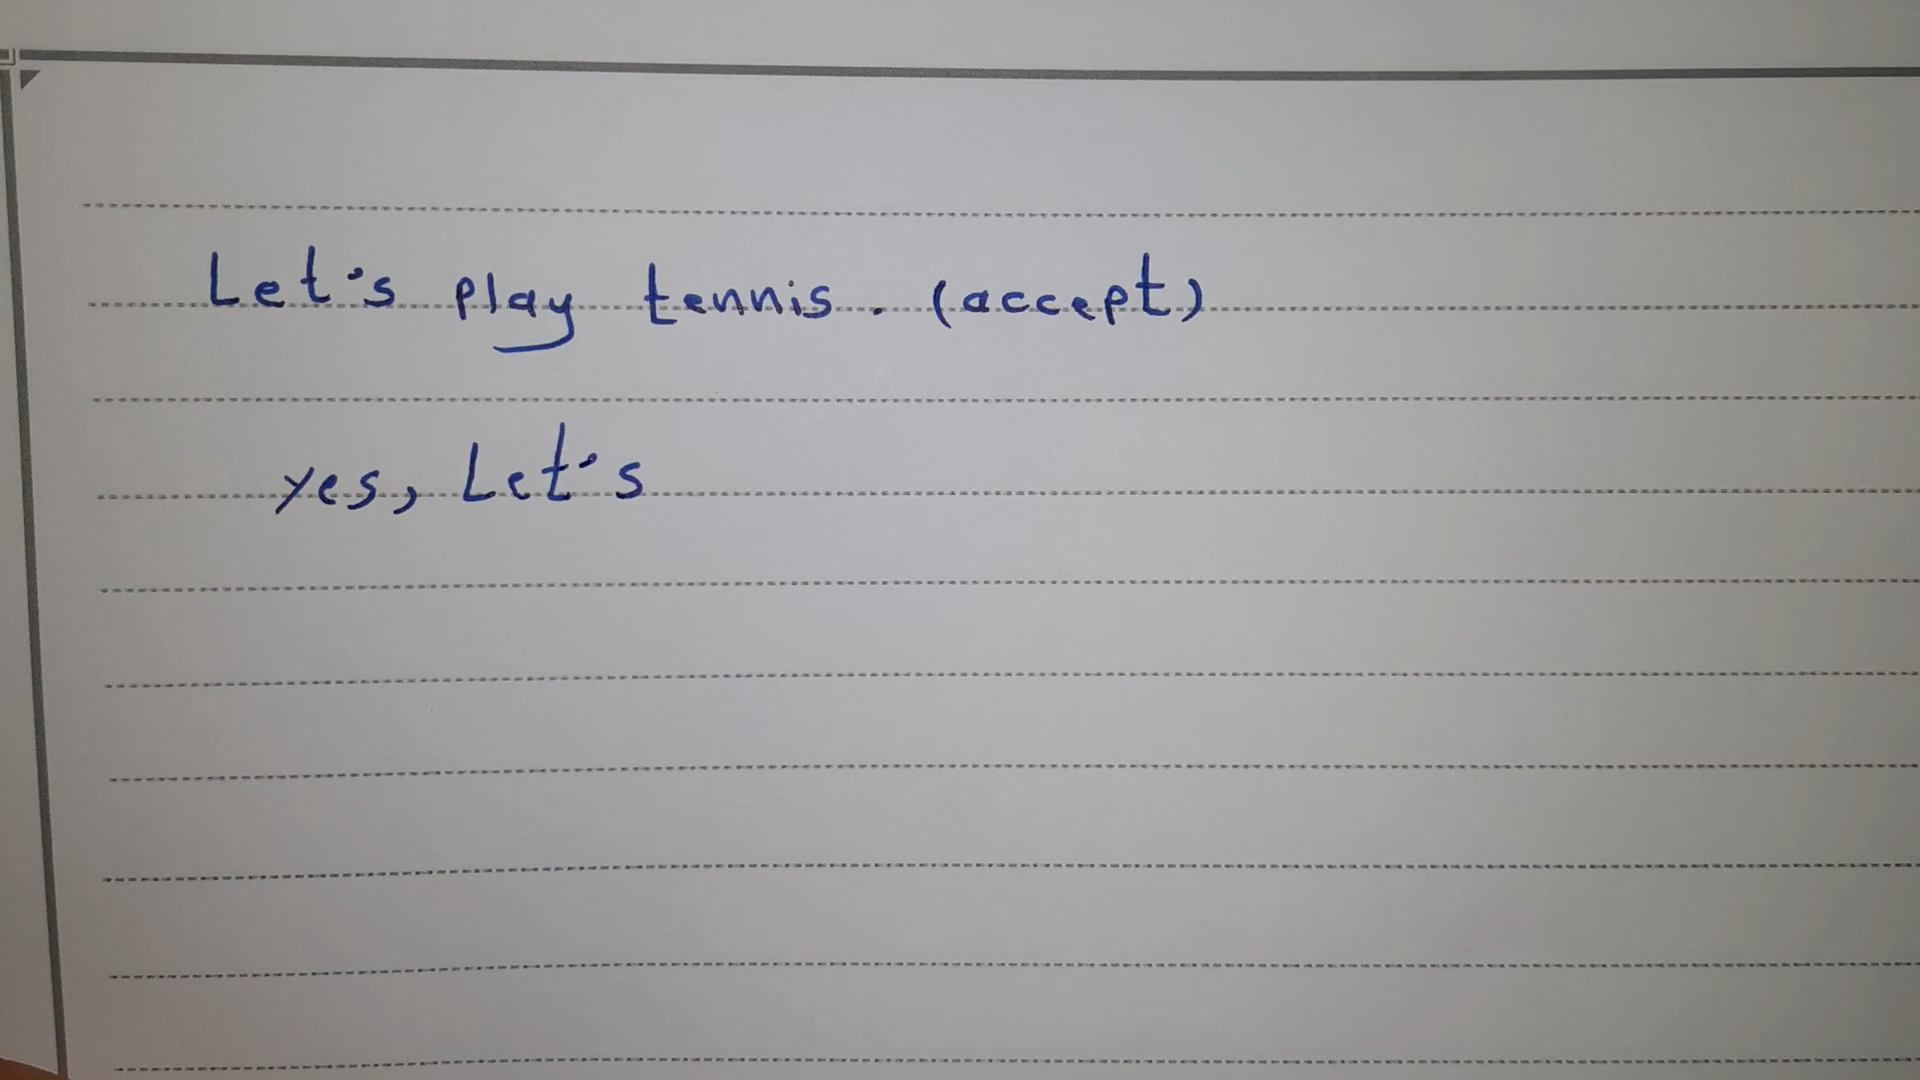 Let's play tennis. (accept)
yes, Let's